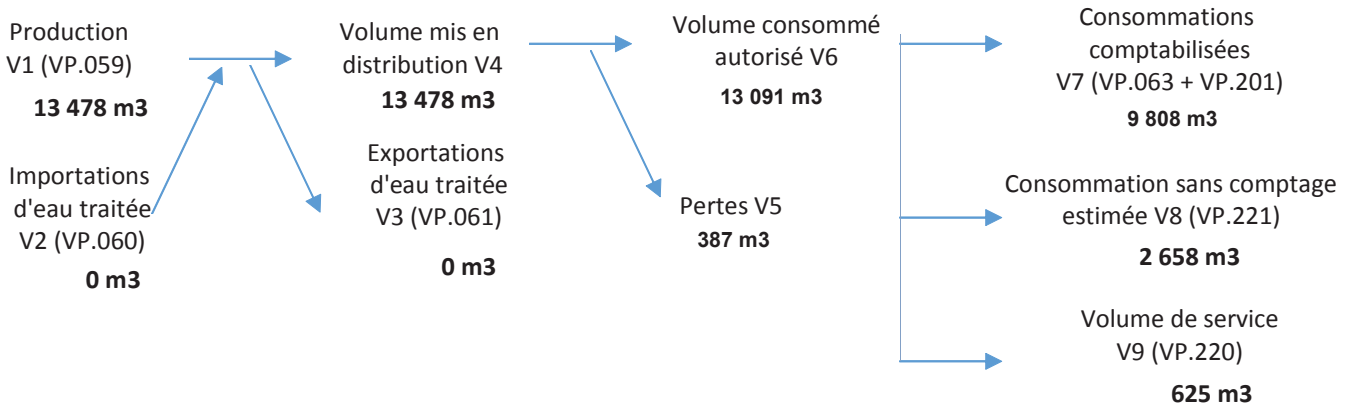 Production
V1 (VP.059)
13 478 m3
Importations
d'eau traitée
V2 (VP.060)
0 m3
Volume mis en
distribution V4
13 478 m3
Exportations
d'eau traitée
V3 (VP.061)
0 m3
Volume consommé
autorisé V6
13 091 m3
Pertes V5
387 m3
Consommations
comptabilisées
V7 (VP.063 + VP.201)
9 808 m3
Consommation sans comptage
estimée V8 (VP.221)
2 658 m3
Volume de service
V9 (VP.220)
625 m3